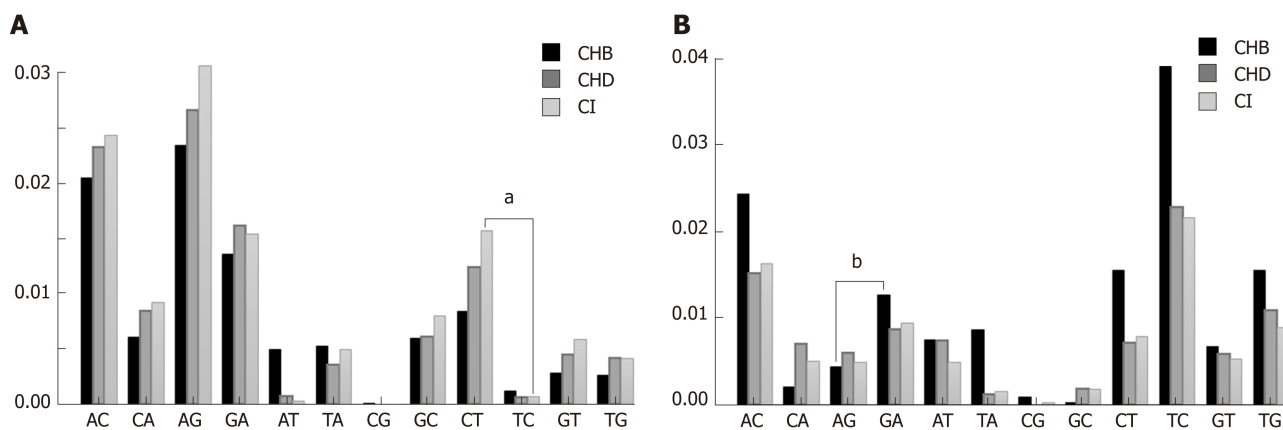 A
CHB
CHD
CI
a
0.03
0.02
0.01
0.00
AC CA AG GA AT TA CG GC CT TC GT TG
B
CHB
CHD
CI
b
0.04
0.03
0.02
0.01
0.00
AC CA AG GA AT TA CG GC CT TC GT TG